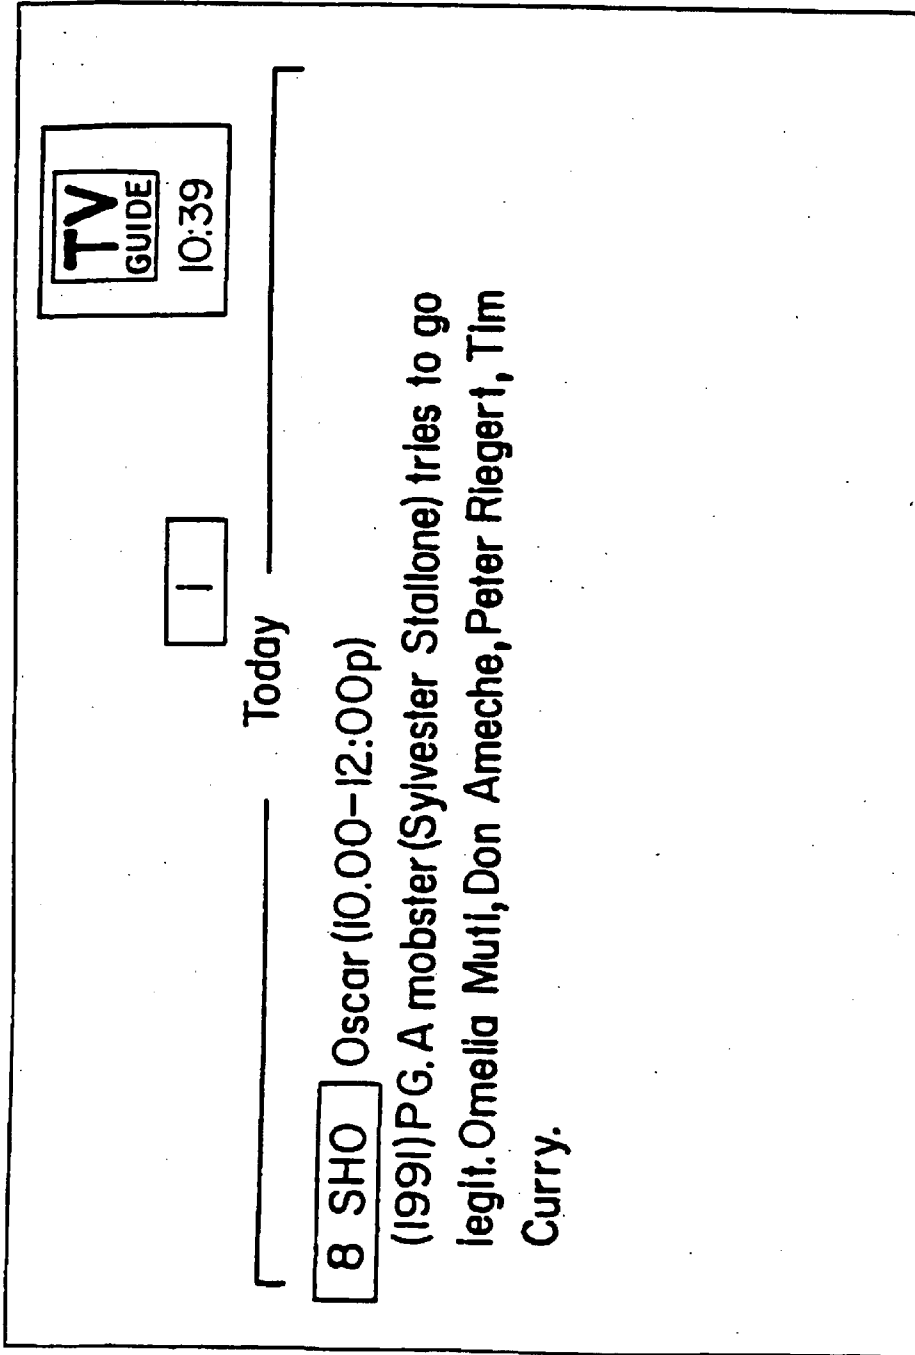 TV
GUIDE
10:39
1
Today
8 SHO Oscar (10.00-12:00p)
(1991) PG. A mobster (Sylvester Stallone) tries to go
legit. Omelia Muti, Don Ameche, Peter Riegert, Tim
Curry.